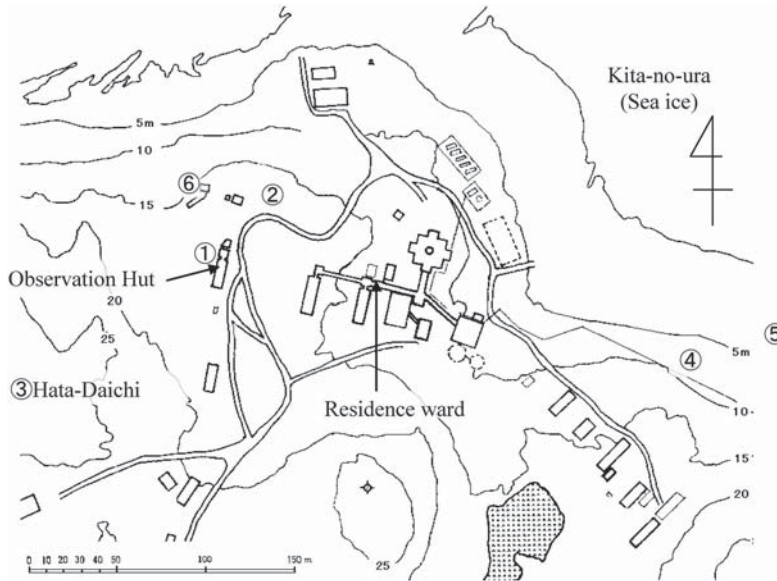 Kita-no-ura
(Sea ice)
5m
10
15
⑥
②
①
Observation Hut
20
25
③Hata-Daichi
Residence ward
④
⑤
5m
10
15
20
25
0 10 20 30 40 50 100 150 m